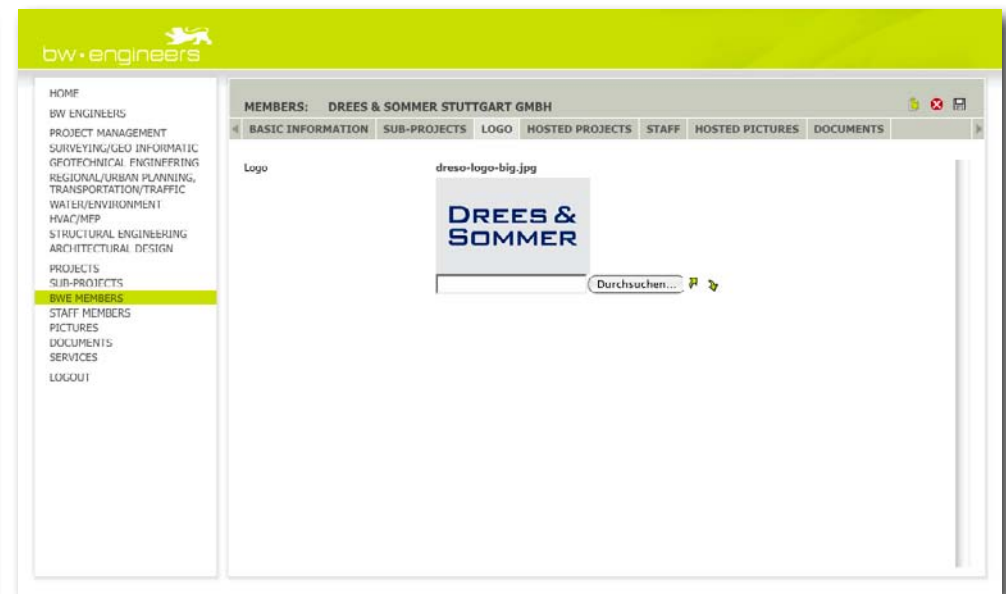 bw•engineers
HOME
BW ENGINEERS
PROJECT MANAGEMENT
SURVEYING/GEO INFORMATIC
GEOTECHNICAL ENGINEERING
REGIONAL/URBAN PLANNING,
TRANSPORTATION/TRAFFIC
WATER/ENVIRONMENT
HVAC/MEP
STRUCTURAL ENGINEERING
ARCHITECTURAL DESIGN
PROJECTS
SUB-PROJECTS
BWE MEMBERS
STAFF MEMBERS
PICTURES
DOCUMENTS
SERVICES
LOGOUT
MEMBERS: DREES & SOMMER STUTTGART GMBH
BASIC INFORMATION SUB-PROJECTS LOGO HOSTED PROJECTS STAFF HOSTED PICTURES DOCUMENTS
Logo dreso-logo-big.jpg
DREES &
SOMMER
Durchsuchen...